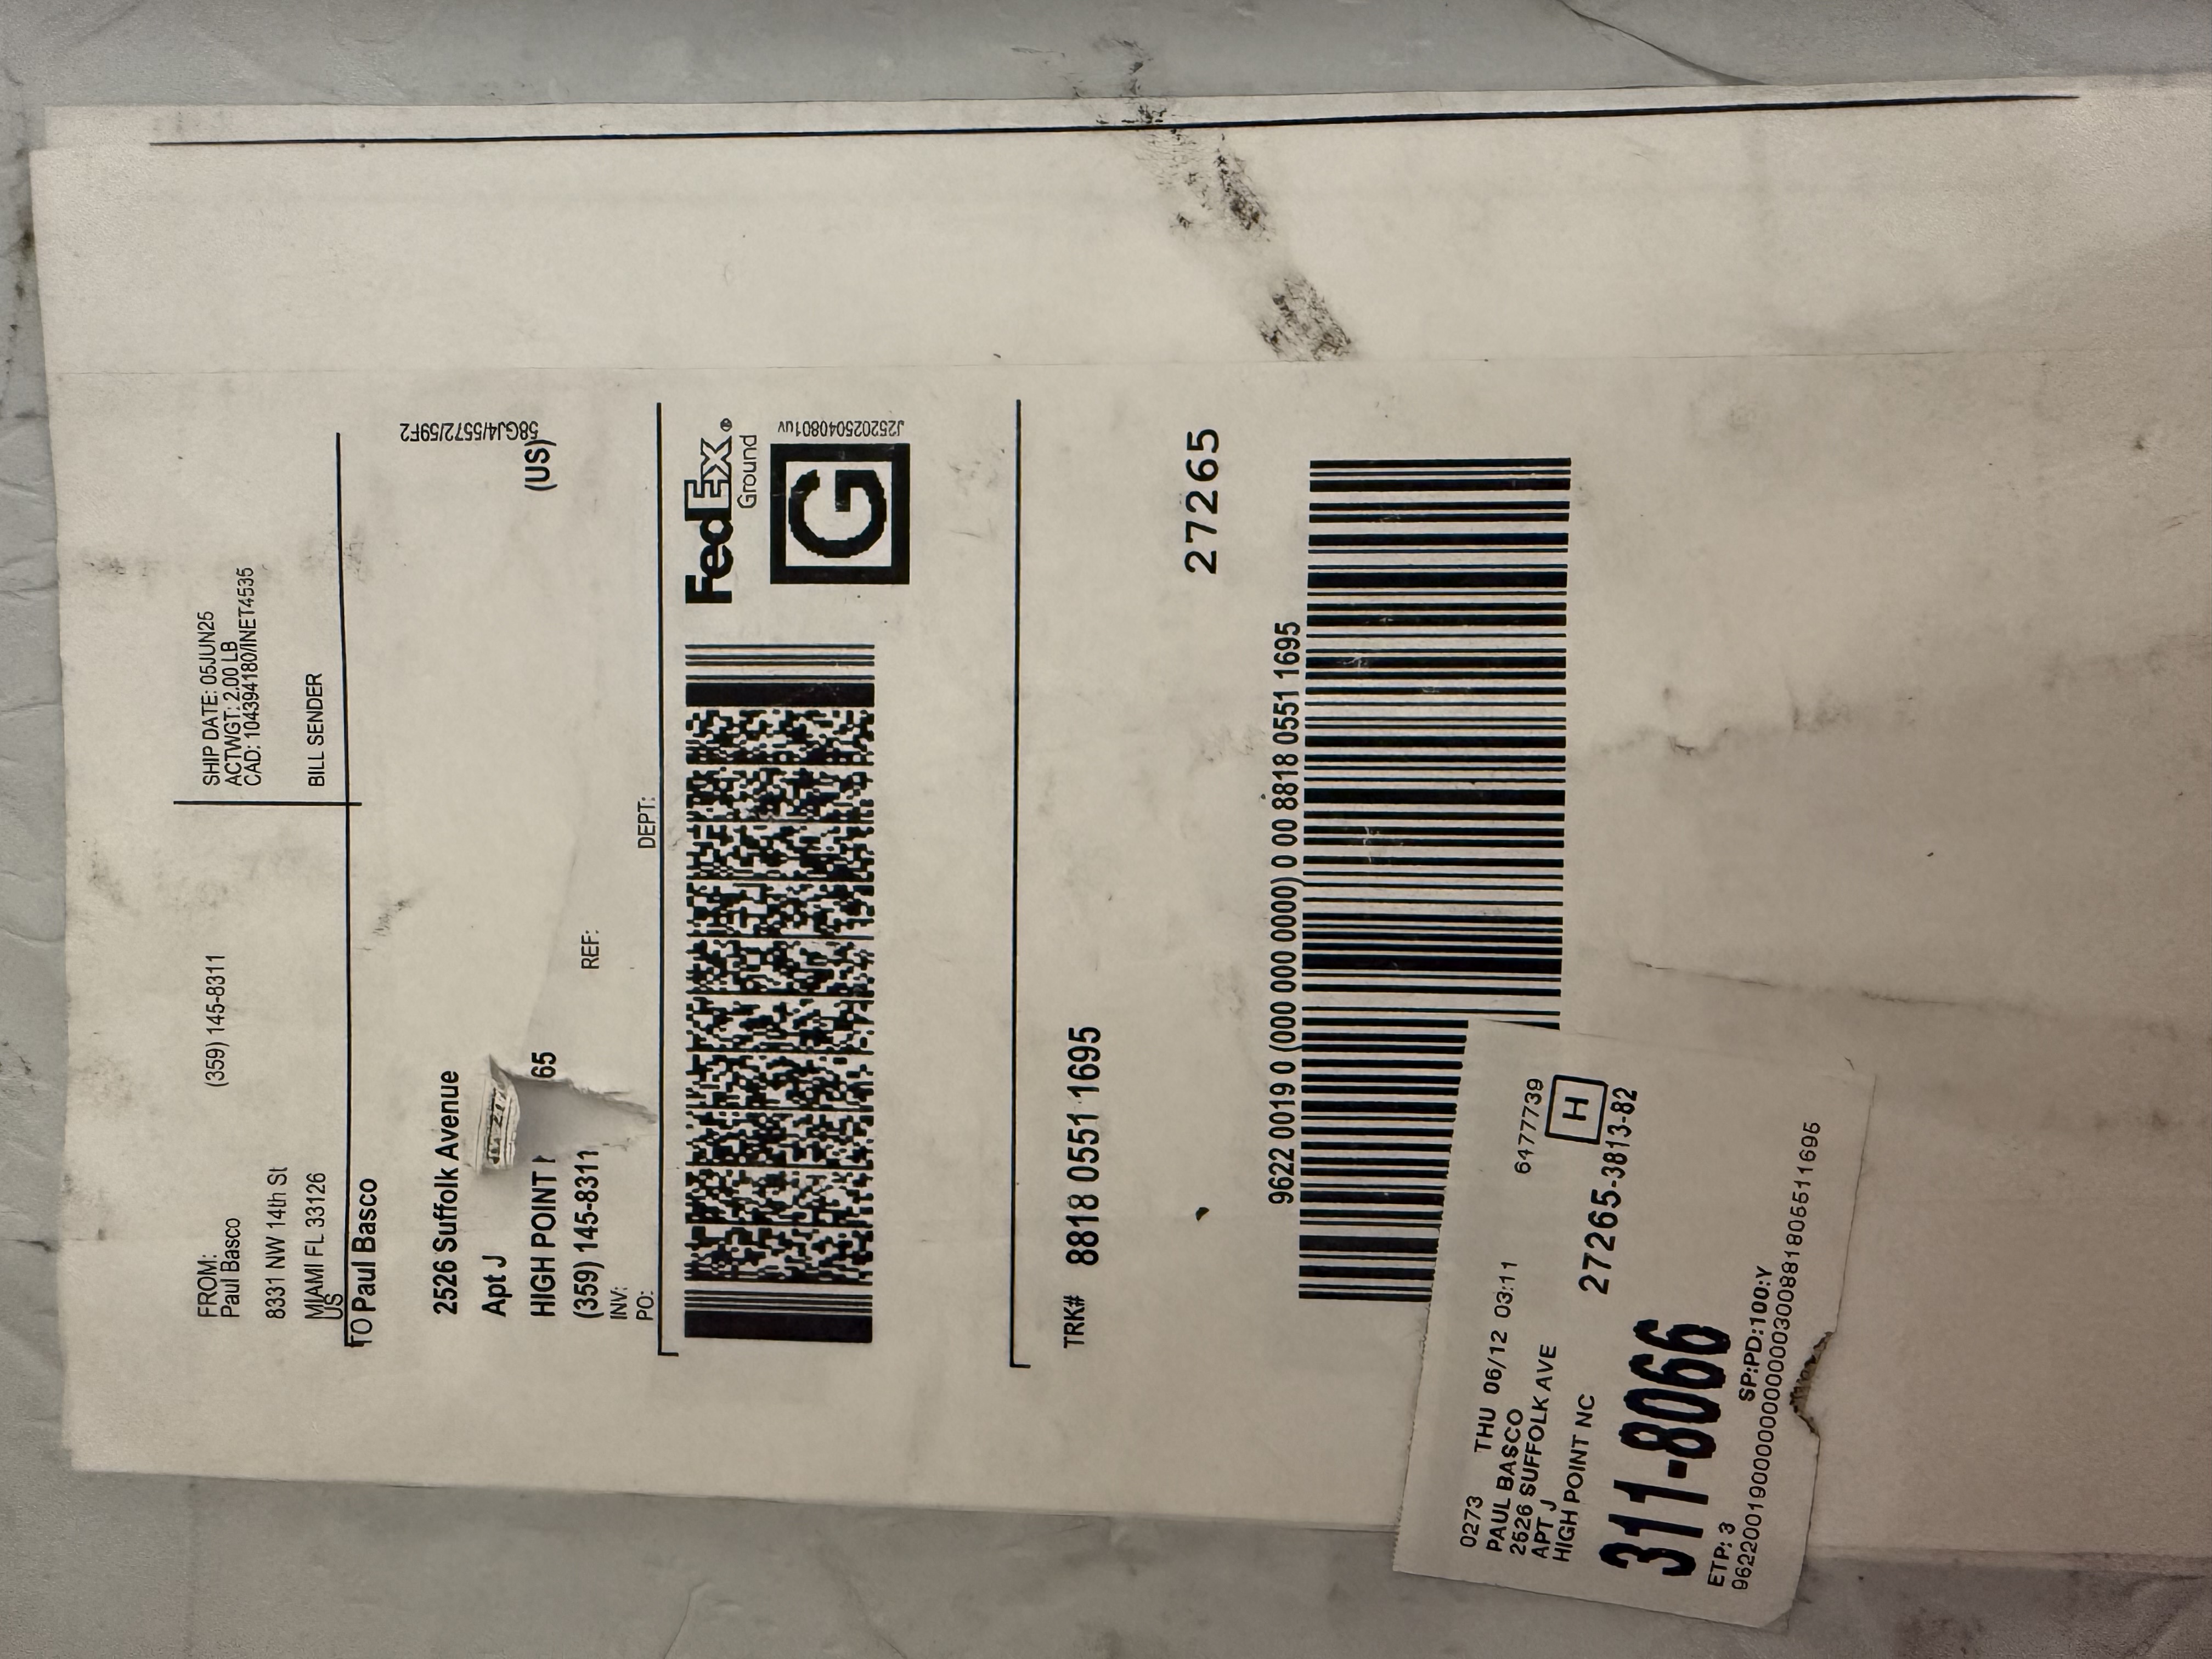 FROM:
Paul Basco
(359) 145-8311
8331 NW 14th St
MIAMI FL 33126
US
SHIP DATE: 05JUN25
ACTWGT: 2.00 LB
CAD: 104394180/INET4535
BILL SENDER
TO Paul Basco
2526 Suffolk Avenue
Apt J
HIGH POINT 65
(US)
(359) 145-8311
REF:
INV:
PO:
DEPT:
58GJ4/5572/59F2
FedEx®
Ground
G
J252025040801uv
TRK# 8818 0551 1695
27265
9622 0019 0 (000 000 0000) 0 00 8818 0551 1695
0273 THU 06/12 03:11 64777739
PAUL BASCO
2526 SUFFOLK AVE
APT J
HIGH POINT NC
H
27265-3813-82
311-8066
ETP: 3 SP:PD:100:Y